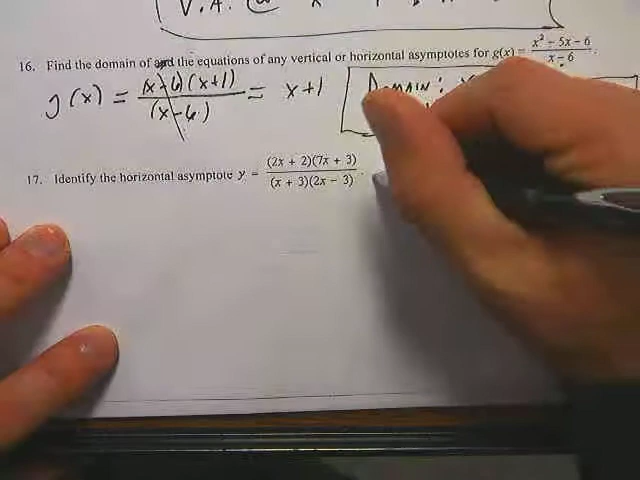 V.A. @ x
16. Find the domain of and the equations of any vertical or horizontal asymptotes for g(x) = x² - 5x - 6 / x - 6 .
g(x) = (x-6)(x+1) / (x-6) = x+1 DOMAIN:
17. Identify the horizontal asymptote y = (2x + 2)(7x + 3) / (x + 3)(2x - 3) .